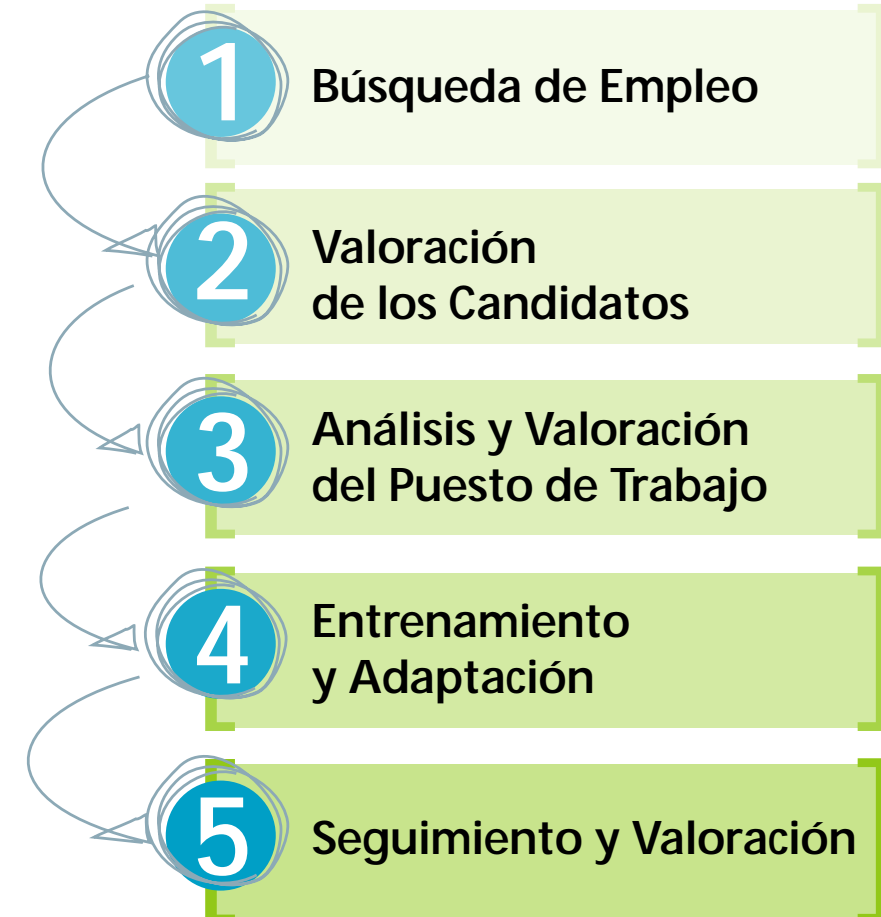 1
Búsqueda de Empleo
2
Valoración
de los Candidatos
3
Análisis y Valoración
del Puesto de Trabajo
4
Entrenamiento
y Adaptación
5
Seguimiento y Valoración